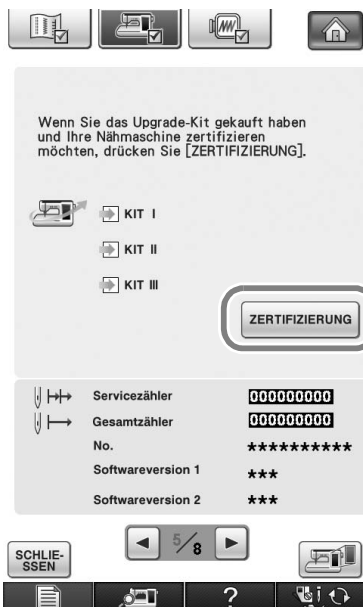 Wenn Sie das Upgrade-Kit gekauft haben
und Ihre Nähmaschine zertifizieren
möchten, drücken Sie [ZERTIFIZIERUNG].
KIT I
KIT II
KIT III
ZERTIFIZIERUNG
Servicezähler 000000000
Gesamtzähler 000000000
No. **********
Softwareversion 1 ***
Softwareversion 2 ***
SCHLIE-
SSEN
5/8
?